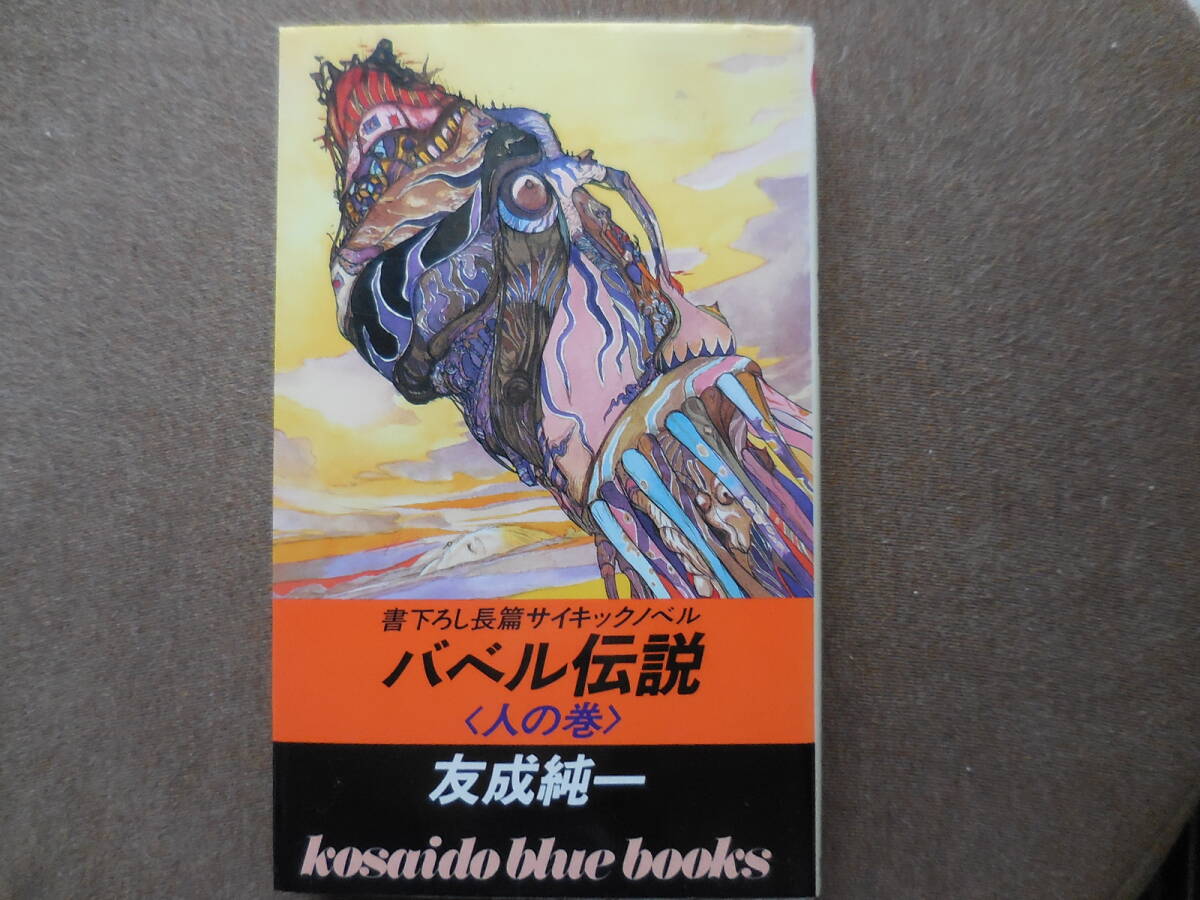 書下ろし長篇サイキックノベル
バベル伝説
〈人の巻〉
友成純一
kosaido blue books